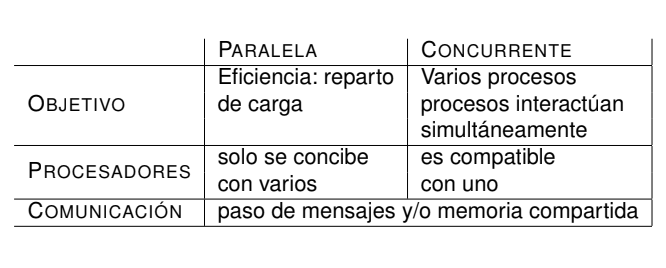 PARALELA CONCURRENTE
Eficiencia: reparto Varios procesos
OBJETIVO de carga procesos interactúan
simultáneamente
PROCESADORES solo se concibe es compatible
con varios con uno
COMUNICACIÓN paso de mensajes y/o memoria compartida